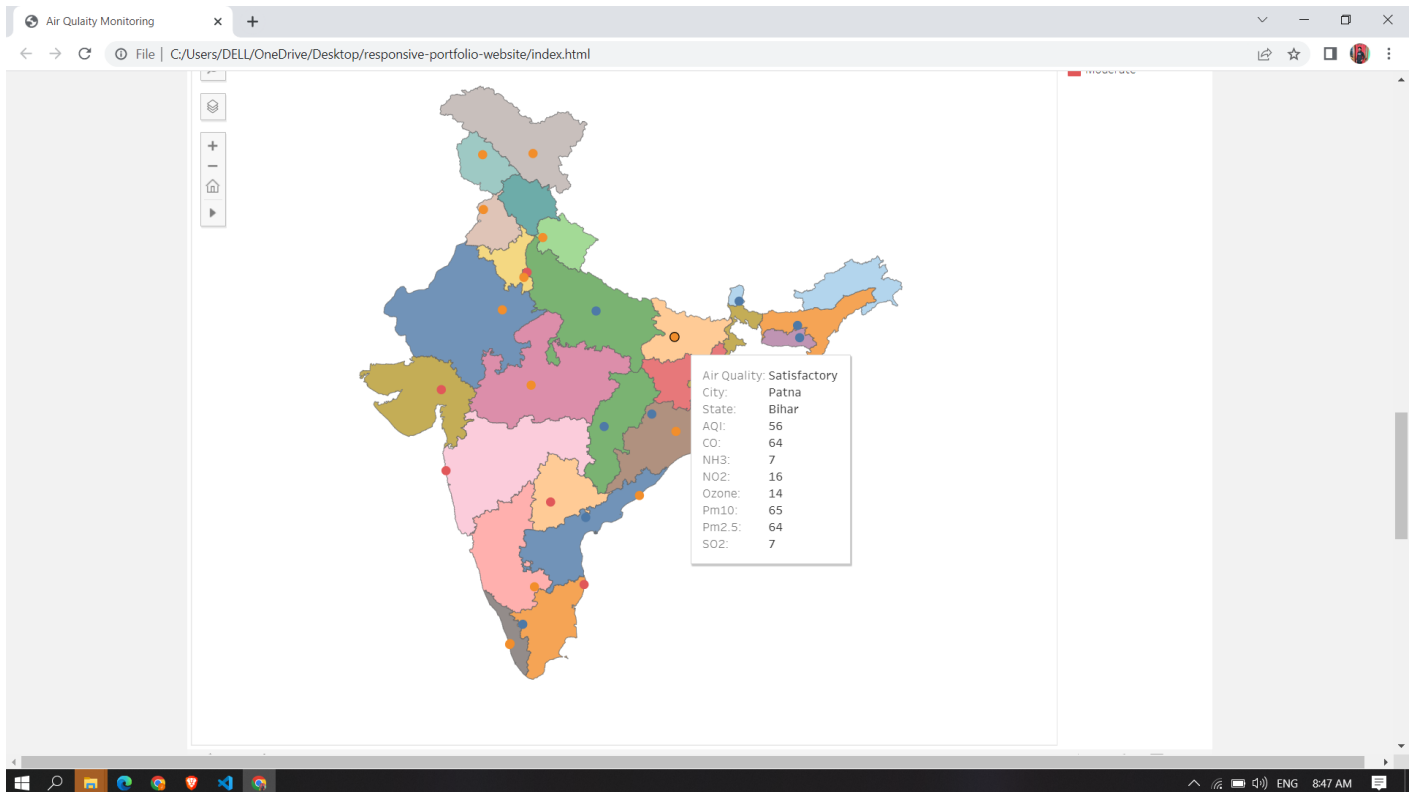 Air Qulaity Monitoring
File | C:/Users/DELL/OneDrive/Desktop/responsive-portfolio-website/index.html
Moderate
Air Quality: Satisfactory
City: Patna
State: Bihar
AQI: 56
CO: 64
NH3: 7
NO2: 16
Ozone: 14
Pm10: 65
Pm2.5: 64
SO2: 7
ENG 8:47 AM